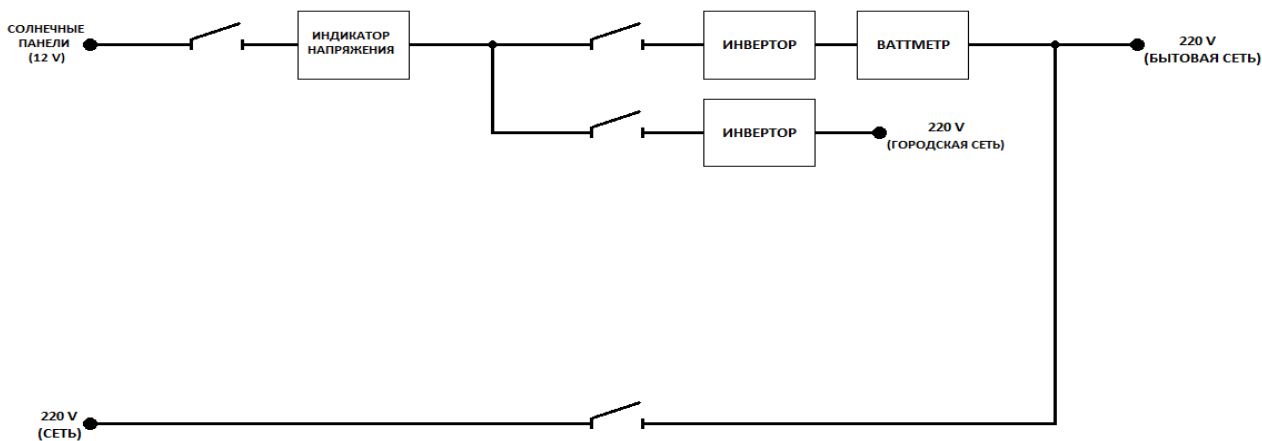 СОЛНЕЧНЫЕ
ПАНЕЛИ
(12 V)
ИНДИКАТОР
НАПРЯЖЕНИЯ
ИНВЕРТОР
ВАТТМЕТР
220 V
(БЫТОВАЯ СЕТЬ)
ИНВЕРТОР
220 V
(ГОРОДСКАЯ СЕТЬ)
220 V
(СЕТЬ)